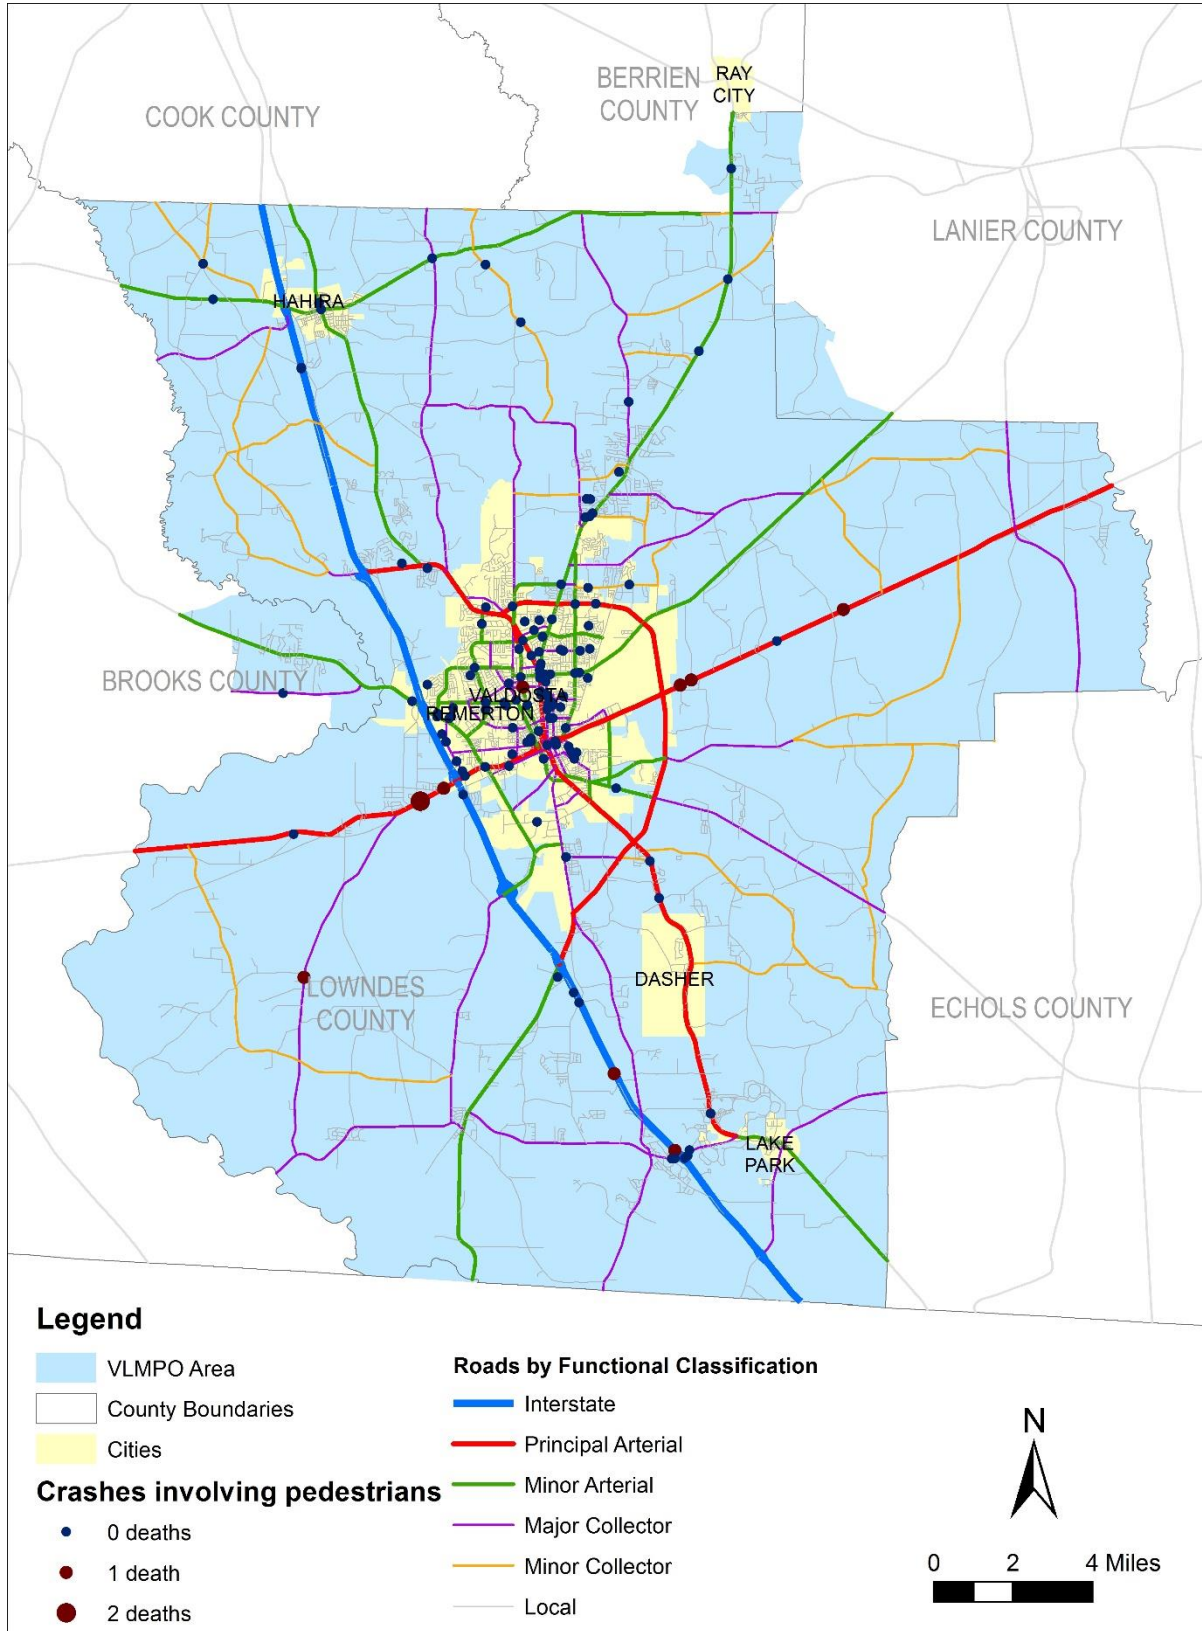 COOK COUNTY
BERRIEN
COUNTY
RAY
CITY
LANIER COUNTY
HAHIRA
BROOKS COUNTY
VALDOSTA
REMERTON
LOWNDES
COUNTY
DASHER
ECHOLS COUNTY
LAKE
PARK
Legend
VLMPO Area
County Boundaries
Cities
Crashes involving pedestrians
0 deaths
1 death
2 deaths
Roads by Functional Classification
Interstate
Principal Arterial
Minor Arterial
Major Collector
Minor Collector
Local
N
0 2 4 Miles